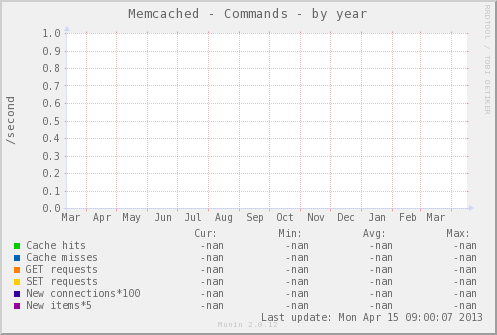 Memcached - Commands - by year
RRDTOOL / TOBI OETIKER
/second
1.0
0.9
0.8
0.7
0.6
0.5
0.4
0.3
0.2
0.1
0.0
Mar Apr May Jun Jul Aug Sep Oct Nov Dec Jan Feb Mar
Cur: Min: Avg: Max:
Cache hits -nan -nan -nan -nan
Cache misses -nan -nan -nan -nan
GET requests -nan -nan -nan -nan
SET requests -nan -nan -nan -nan
New connections*100 -nan -nan -nan -nan
New items*5 -nan -nan -nan -nan
Last update: Mon Apr 15 09:00:07 2013
Munin 2.0.12